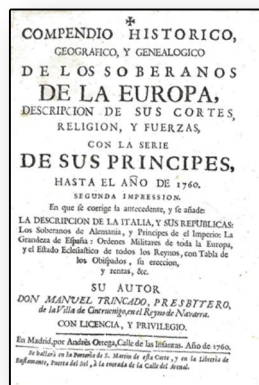 COMPENDIO HISTORICO,
GEOGRAFICO, Y GENEALOGICO
DE LOS SOBERANOS
DE LA EUROPA,
DESCRIPCION DE SUS CORTES,
RELIGION, Y FUERZAS,
CON LA SERIE
DE SUS PRINCIPES,
HASTA EL AÑO DE 1760.
SEGUNDA IMPRESSION.
En que se corrige la antecedente, y se añade:
LA DESCRIPCION DE LA ITALIA, Y SUS REPUBLICAS:
Los Soberanos de Alemania, y Principes de el Imperio: La
Grandeza de España: Ordenes Militares de toda la Europa,
y el Estado Eclesiastico de todos los Reynos, con Tabla de
los Obispados, su ereccion,
y rentas, &c.
SU AUTOR
DON MANUEL TRINCADO, PRESBYTERO,
de la Villa de Cintruenigo, en el Reyno de Navarra.
CON LICENCIA, Y PRIVILEGIO.
En Madrid, por Andrès Ortega, Calle de las Infantas. Año de 1760.
Se hallarà en la Porteria de S. Martin de esta Corte, y en la Libreria de
Bustamante, Puerta del Sol, à la entrada de la Calle del Arenal.